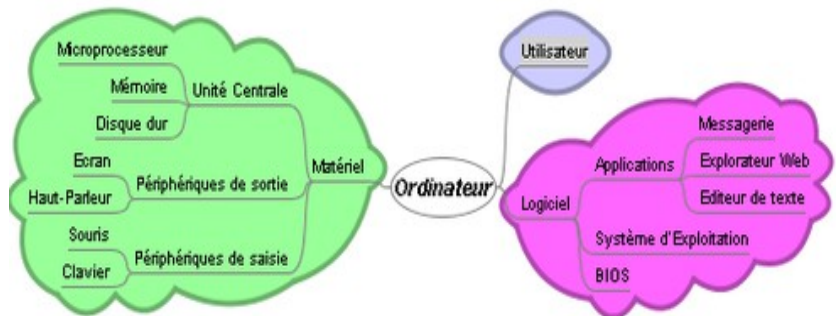 Ordinateur
Matériel
Unité Centrale
Microprocesseur
Mémoire
Disque dur
Périphériques de sortie
Ecran
Haut-Parleur
Périphériques de saisie
Souris
Clavier
Utilisateur
Logiciel
Applications
Messagerie
Explorateur Web
Editeur de texte
Système d'Exploitation
BIOS